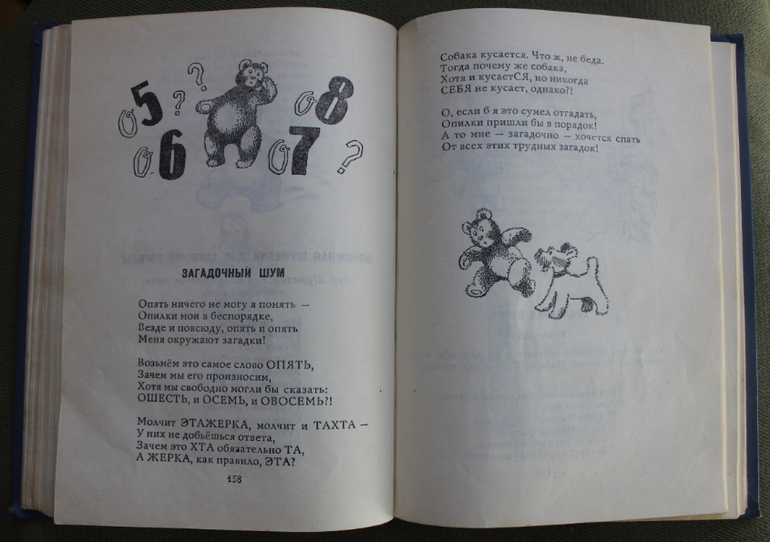 О5 ? ? О8
О6 О7 ?
ЗАГАДОЧНЫЙ ШУМ
Опять ничего не могу я понять —
Опилки мои в беспорядке,
Везде и повсюду, опять и опять
Меня окружают загадки!
Возьмём это самое слово ОПЯТЬ,
Зачем мы его произносим,
Хотя мы свободно могли бы сказать:
ОШЕСТЬ, и ОСЕМЬ, и ОВОСЕМЬ?!
Молчит ЭТАЖЕРКА, молчит и ТАХТА —
У них не добьёшься ответа,
Зачем это ХТА обязательно ТА,
А ЖЕРКА, как правило, ЭТА?
158
Собака кусается. Что ж, не беда.
Тогда почему же собака,
Хотя и кусаетСЯ, но никогда
СЕБЯ не кусает, однако?!
О, если б я это сумел отгадать,
Опилки пришли бы в порядок!
А то мне — загадочно — хочется спать
От всех этих трудных загадок!